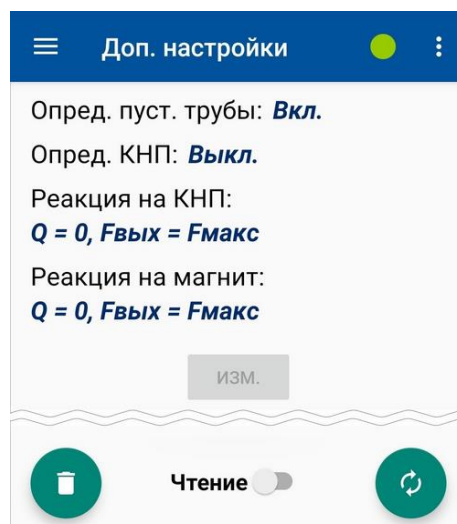 Доп. настройки
Опред. пуст. трубы: Вкл.
Опред. КНП: Выкл.
Реакция на КНП:
Q = 0, Fвых = Fмакс
Реакция на магнит:
Q = 0, Fвых = Fмакс
изм.
Чтение